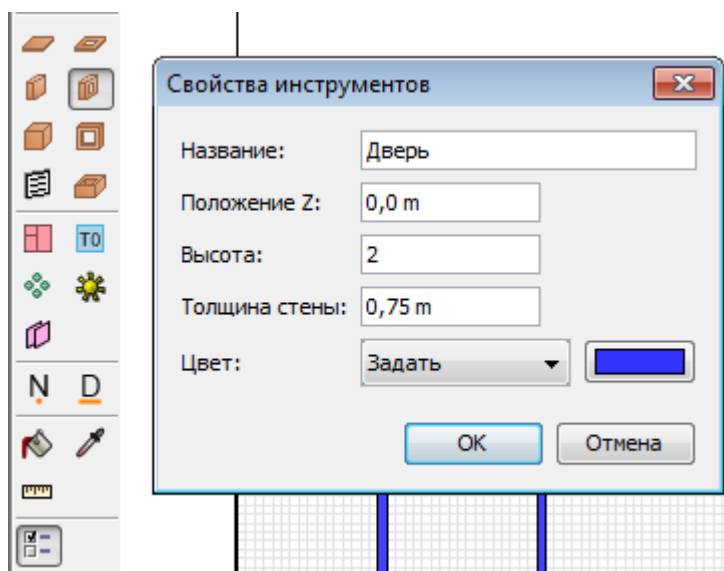 Свойства инструментов
Название: Дверь
Положение Z: 0,0 m
Высота: 2
Толщина стены: 0,75 m
Цвет: Задать
OK Отмена
T0
N D